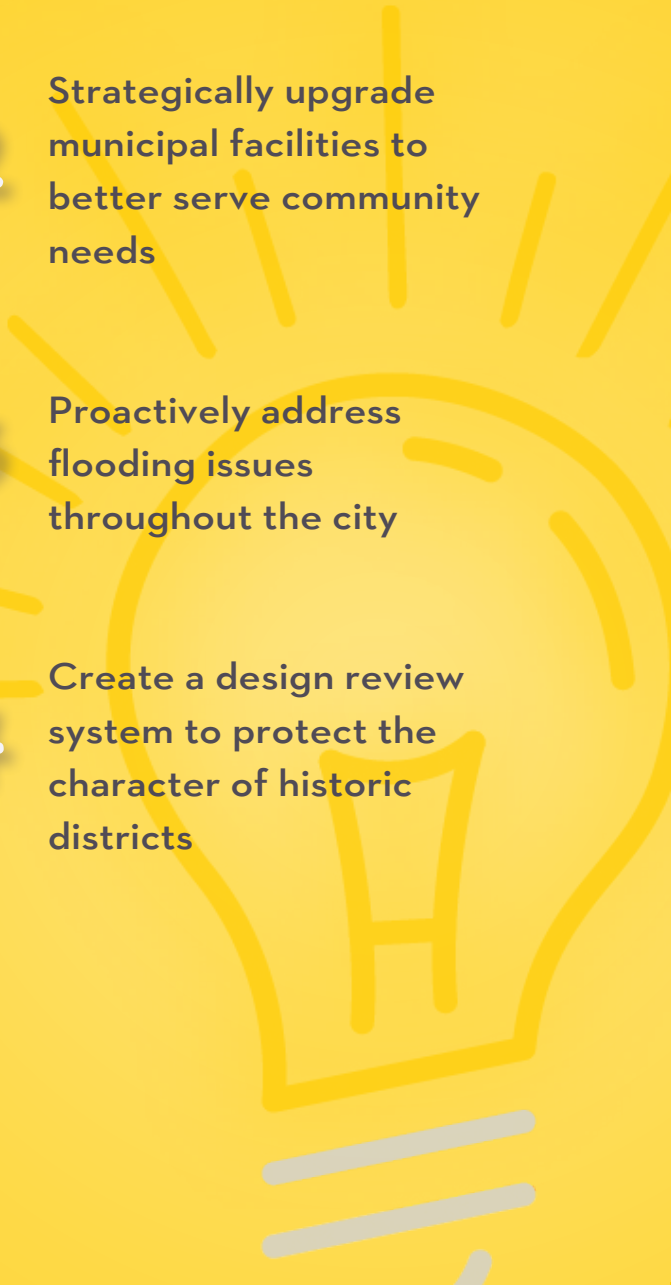 Strategically upgrade
municipal facilities to
better serve community
needs
Proactively address
flooding issues
throughout the city
Create a design review
system to protect the
character of historic
districts